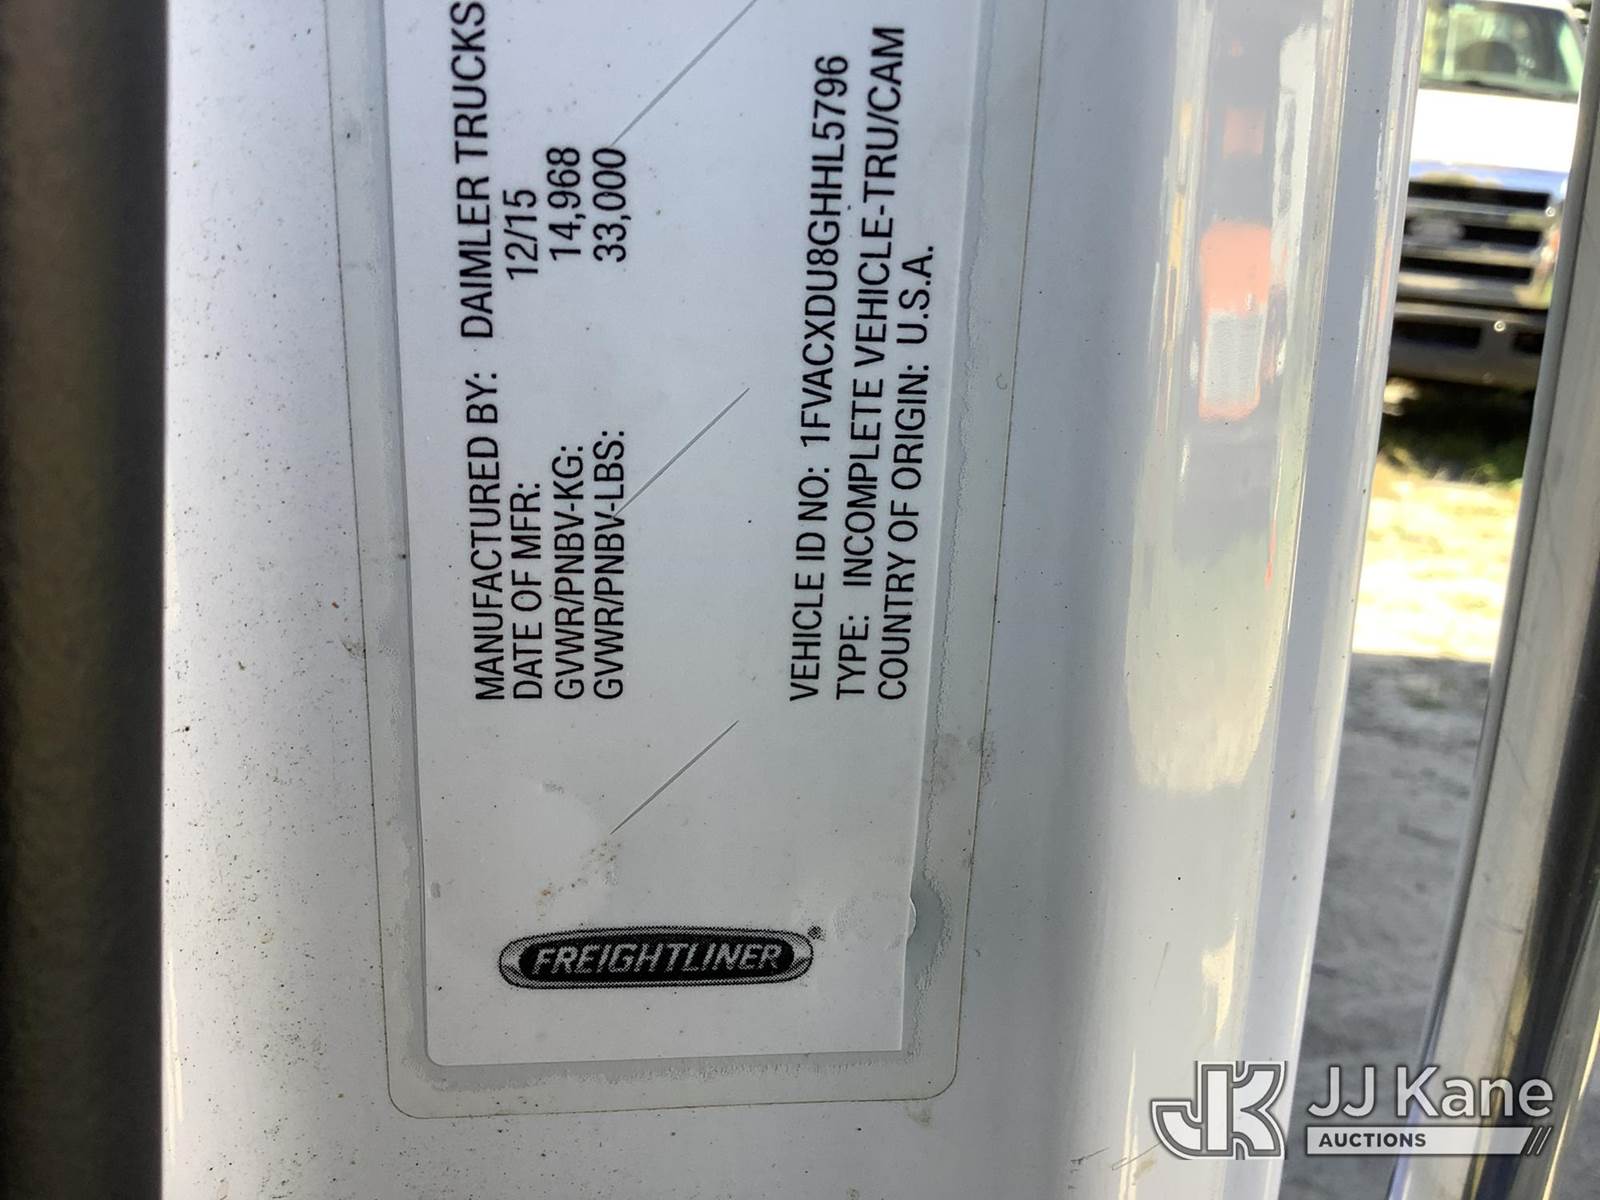 FREIGHTLINER®
MANUFACTURED BY: DAIMLER TRUCKS
DATE OF MFR: 12/15
GVWR/PNBV-KG: 14,968
GVWR/PNBV-LBS: 33,000
VEHICLE ID NO: 1FVACXDU8GHHL5796
TYPE: INCOMPLETE VEHICLE-TRU/CAM
COUNTRY OF ORIGIN: U.S.A.
JK JJ Kane
AUCTIONS